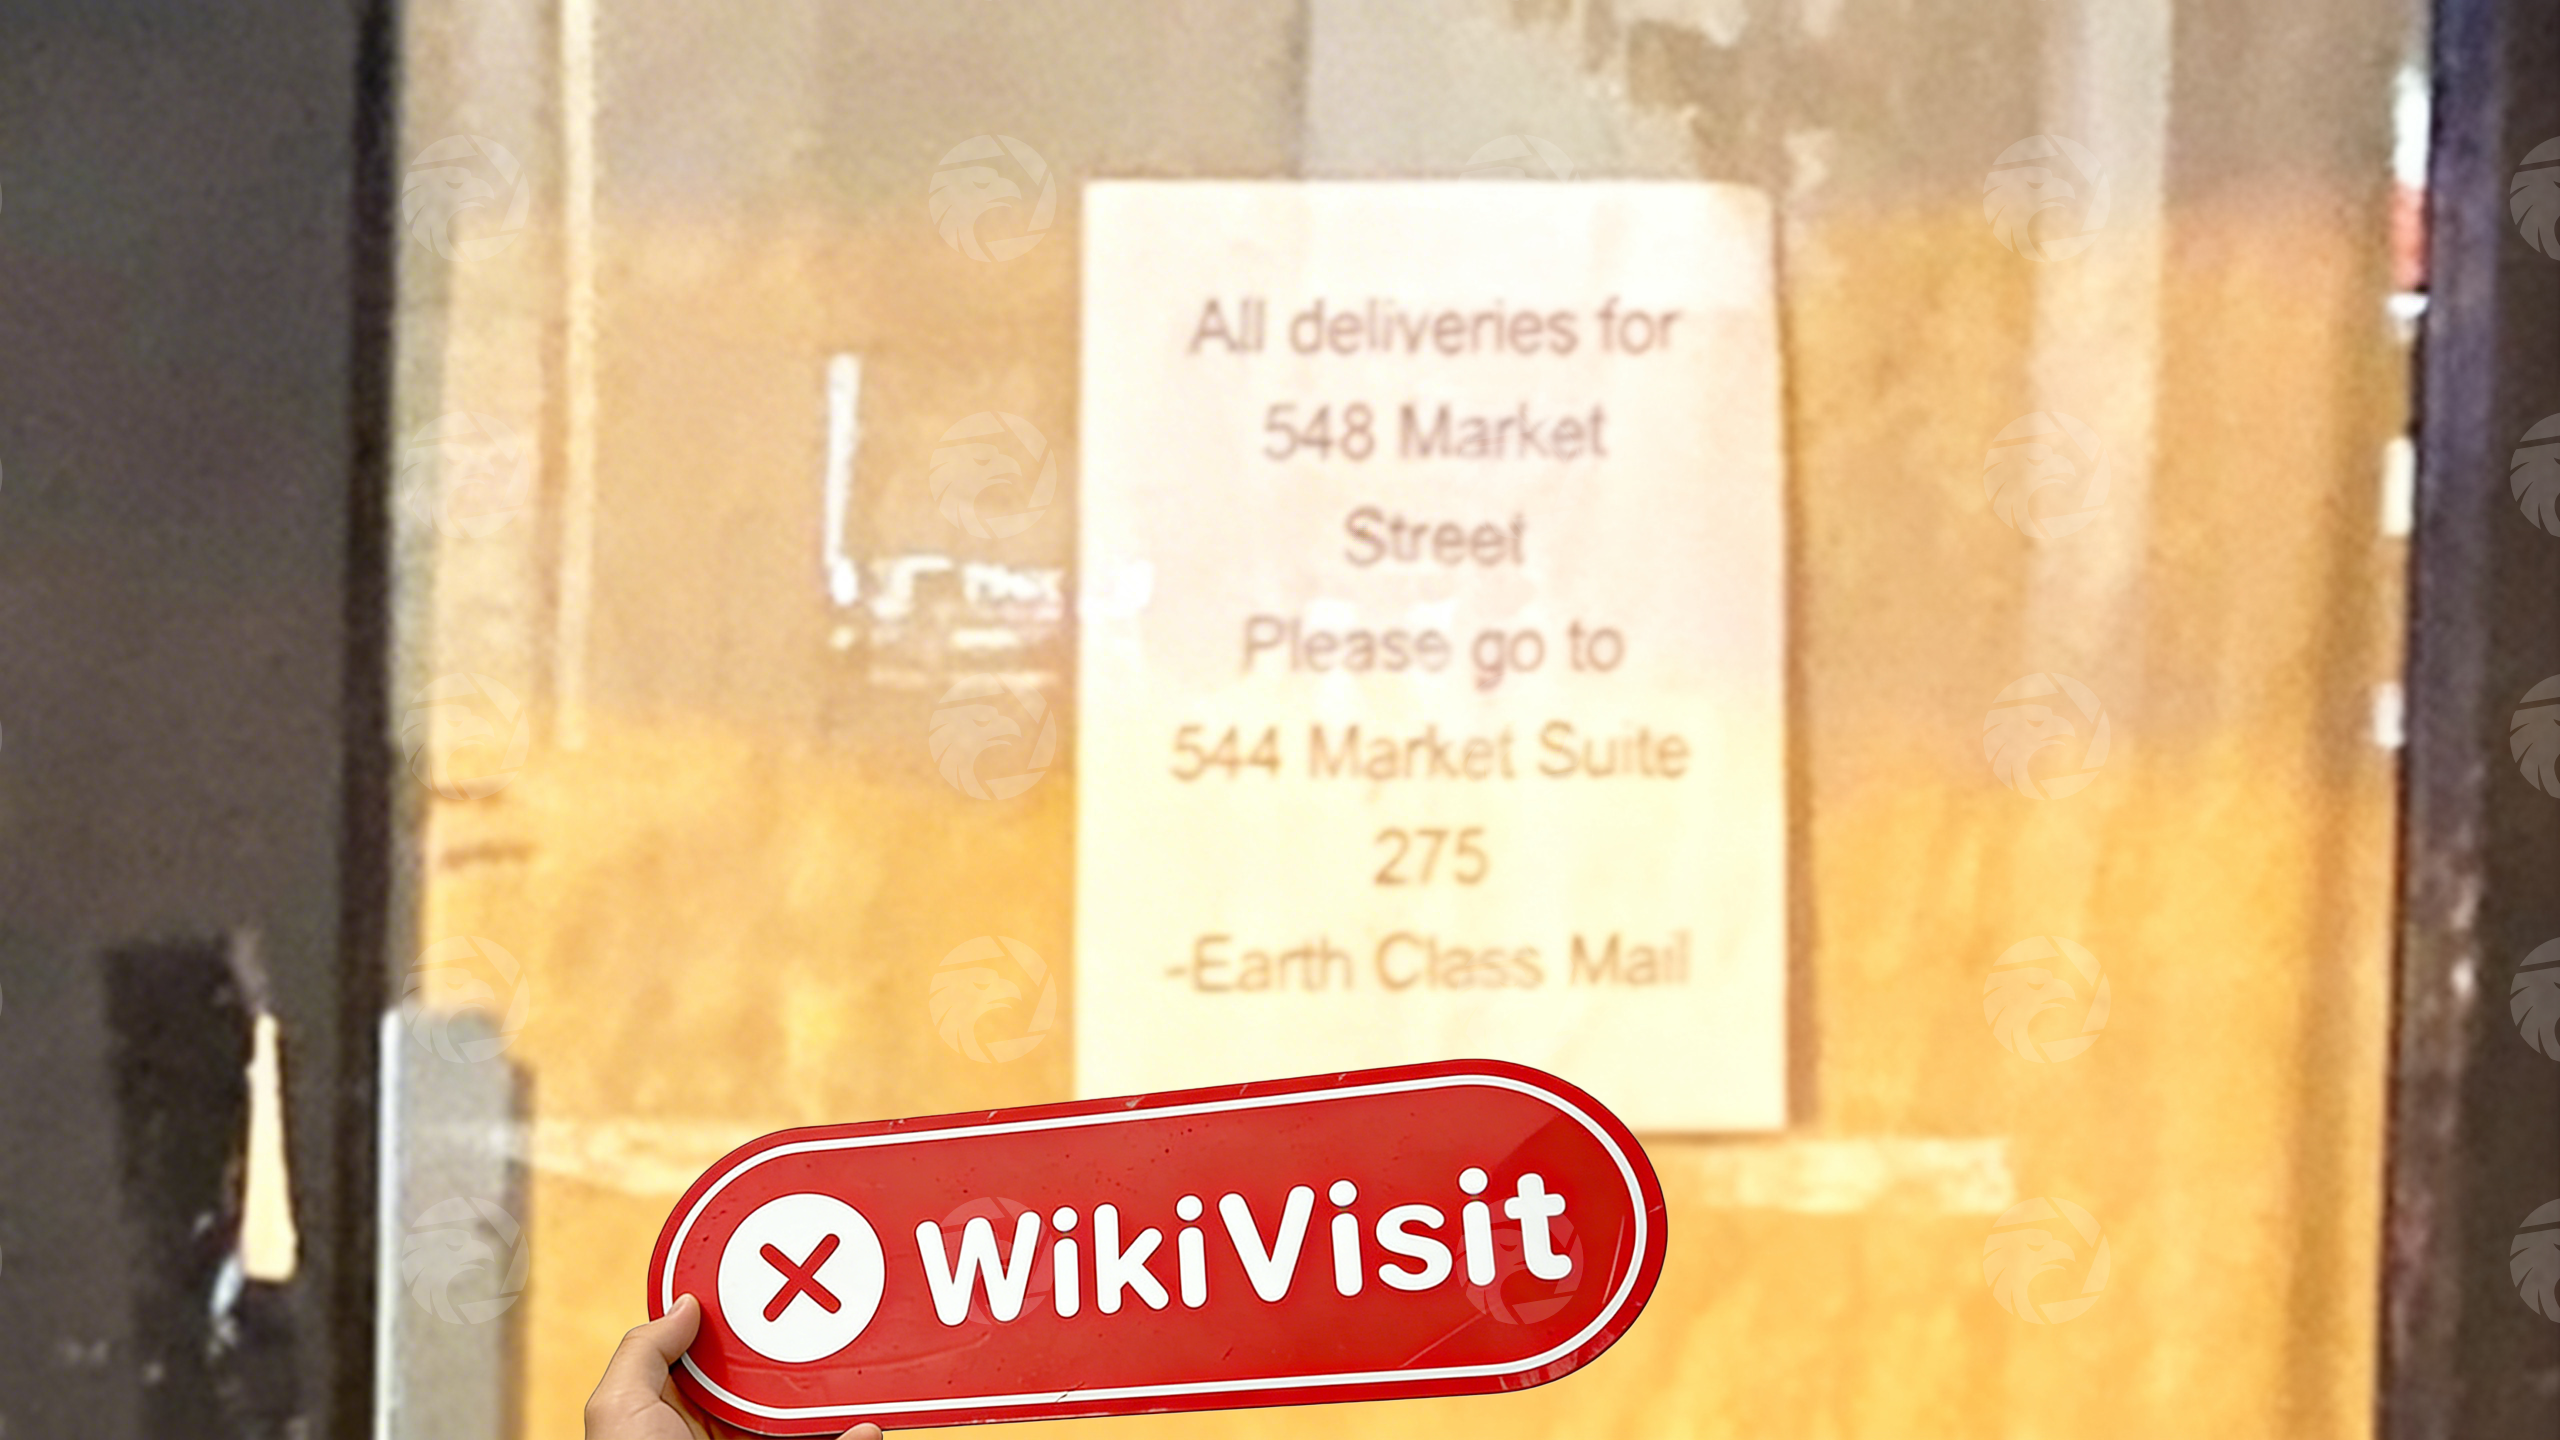 All deliveries for
548 Market
Street
Please go to
544 Market Suite
275
-Earth Class Mail
WikiVisit